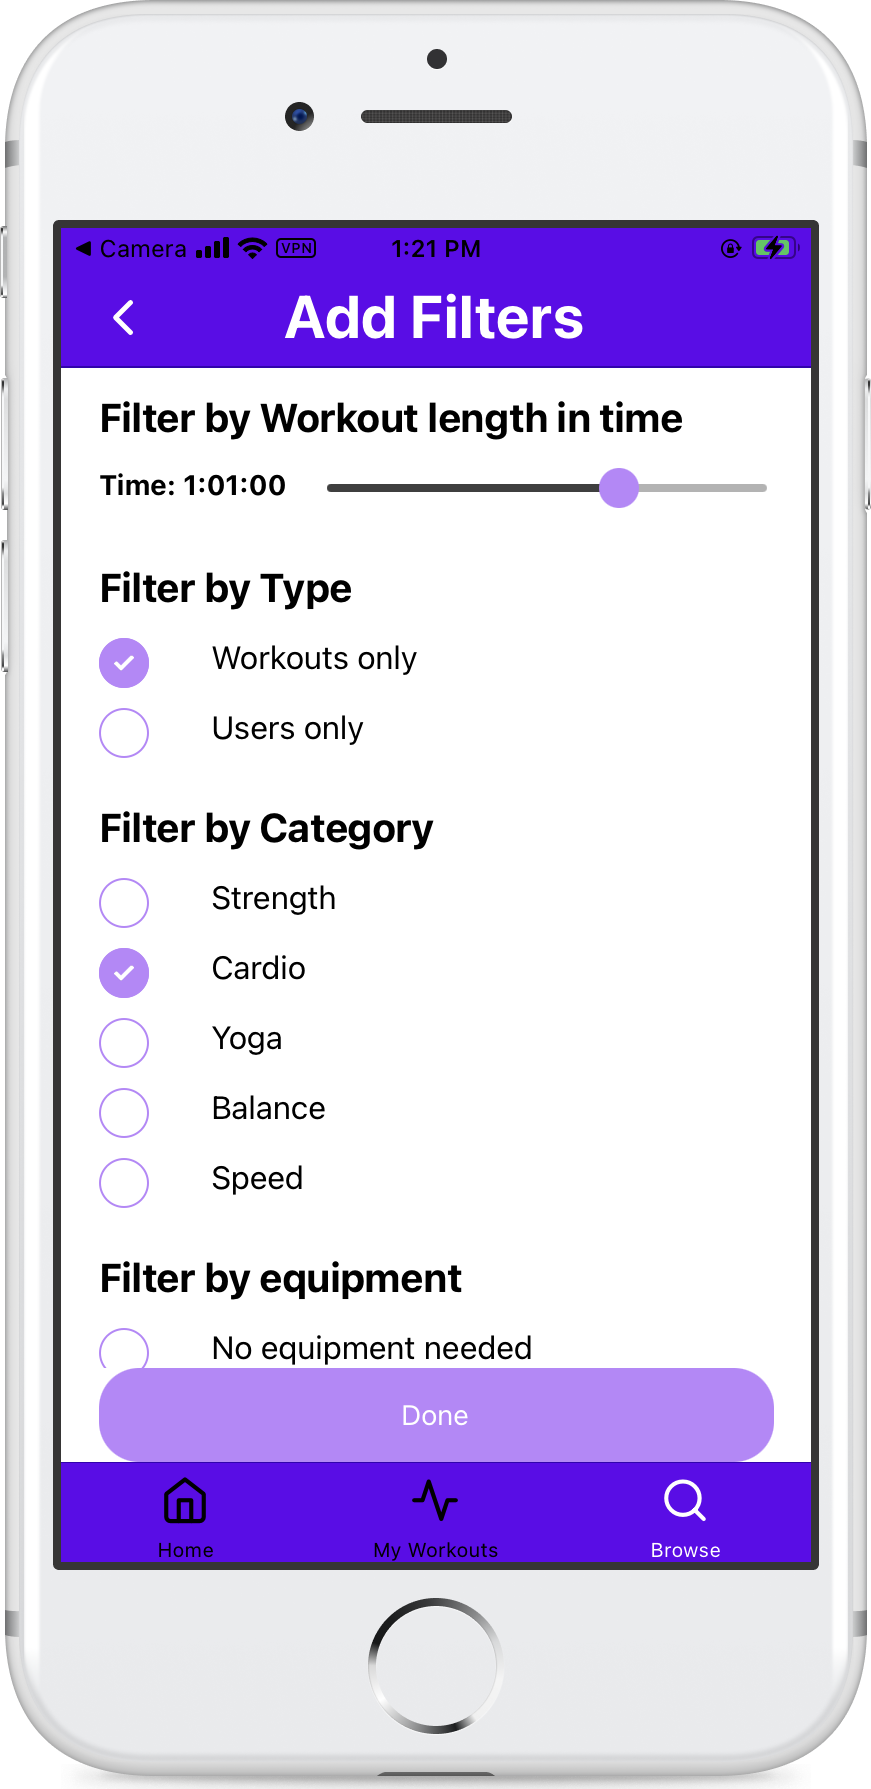 Camera VPN 1:21 PM
Add Filters
Filter by Workout length in time
Time: 1:01:00
Filter by Type
Workouts only
Users only
Filter by Category
Strength
Cardio
Yoga
Balance
Speed
Filter by equipment
No equipment needed
Done
Home My Workouts Browse